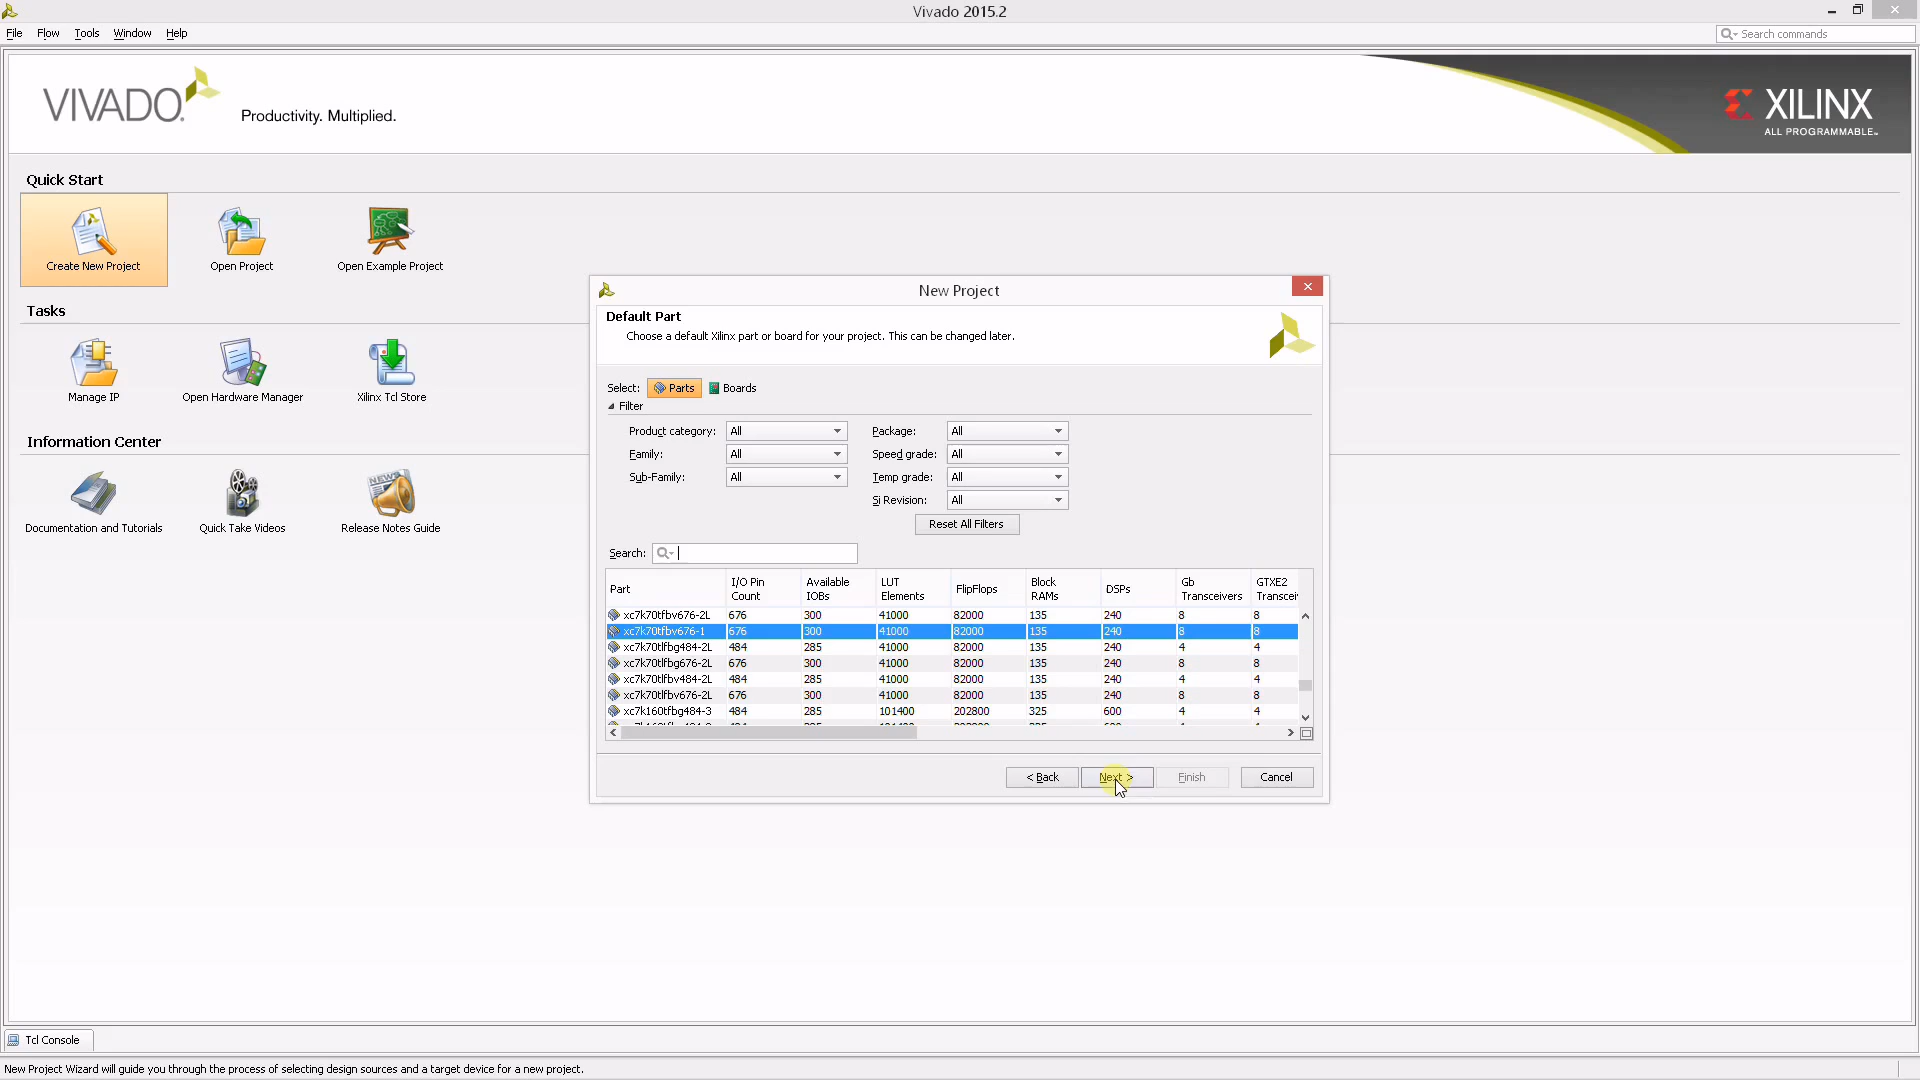 Vivado 2015.2
File Flow Tools Window Help
Search commands
VIVADO.
Productivity. Multiplied.
XILINX
ALL PROGRAMMABLE™
Quick Start
Create New Project
Open Project
Open Example Project
Tasks
Manage IP
Open Hardware Manager
Xilinx Tcl Store
Information Center
Documentation and Tutorials
Quick Take Videos
Release Notes Guide
New Project
Default Part
Choose a default Xilinx part or board for your project. This can be changed later.
Select: Parts Boards
Filter
Product category: All Package: All
Family: All Speed grade: All
Sub-Family: All Temp grade: All
Si Revision: All
Reset All Filters
Search:
Part I/O Pin Count Available IOBs LUT Elements FlipFlops Block RAMs DSPs Gb Transceivers GTXE2
xc7k70tfbv676-2L 676 300 41000 82000 135 240 8 8
xc7k70tfbv676-1 676 300 41000 82000 135 240 8 8
xc7k70tlfbg484-2L 484 285 41000 82000 135 240 4 4
xc7k70tlfbg676-2L 676 300 41000 82000 135 240 8 8
xc7k70tlfbv484-2L 484 285 41000 82000 135 240 4 4
xc7k70tlfbv676-2L 676 300 41000 82000 135 240 8 8
xc7k160tfbg484-3 484 285 101400 202800 325 600 4 4
< Back Next > Finish Cancel
Tcl Console
New Project Wizard will guide you through the process of selecting design sources and a target device for a new project.